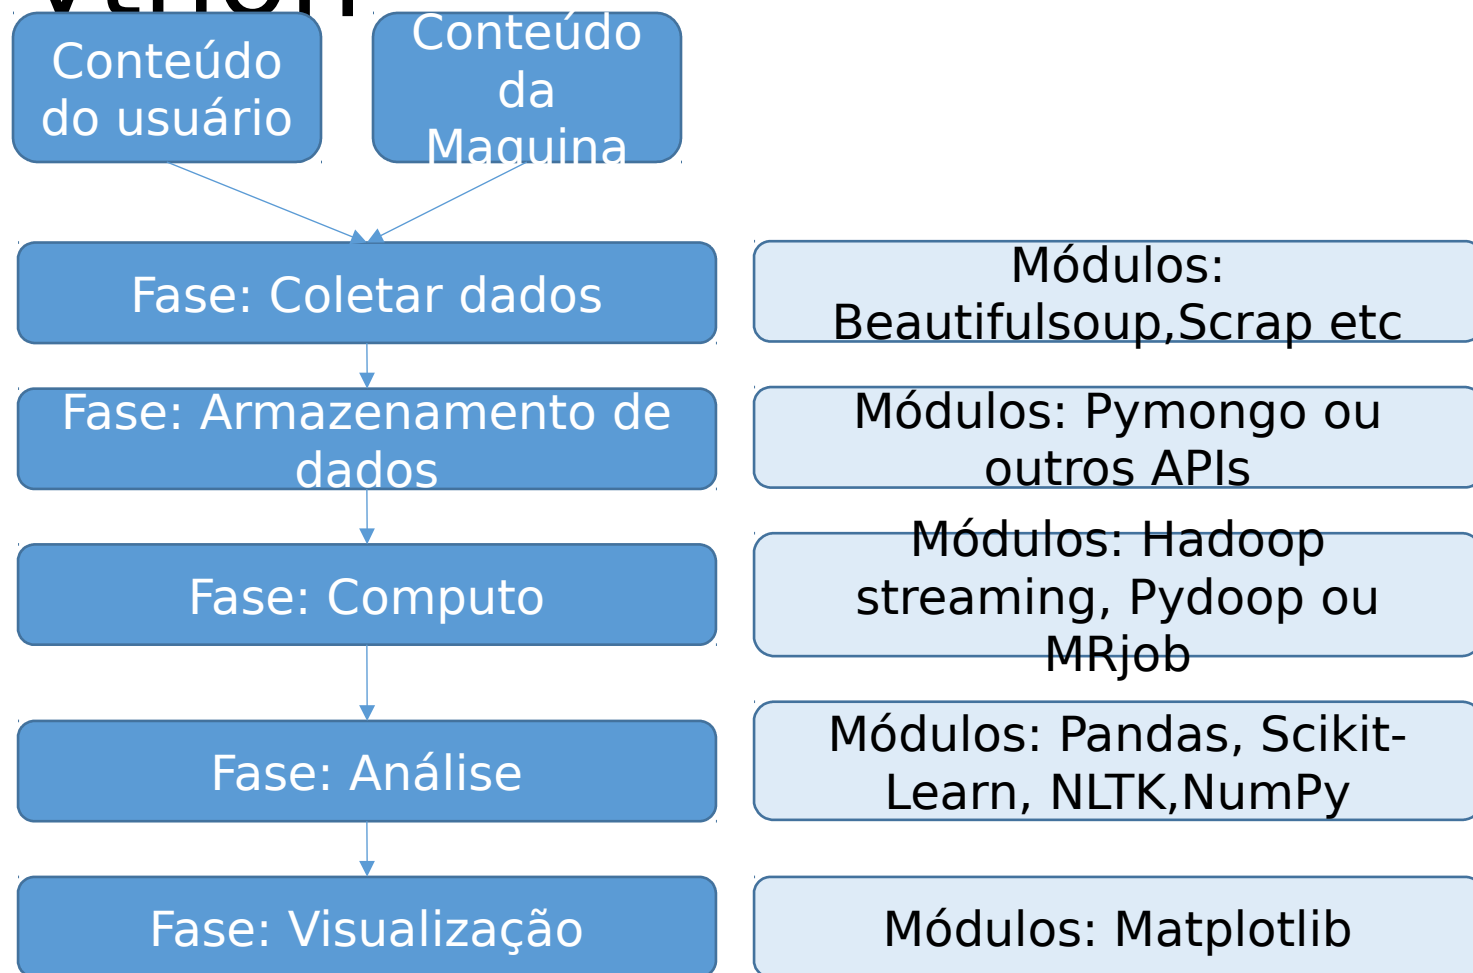 Conteúdo
do usuário
Conteúdo
da
Maquina
Fase: Coletar dados
Módulos:
Beautifulsoup,Scrap etc
Fase: Armazenamento de
dados
Módulos: Pymongo ou
outros APIs
Fase: Computo
Módulos: Hadoop
streaming, Pydoop ou
MRjob
Fase: Análise
Módulos: Pandas, Scikit-
Learn, NLTK,NumPy
Fase: Visualização
Módulos: Matplotlib